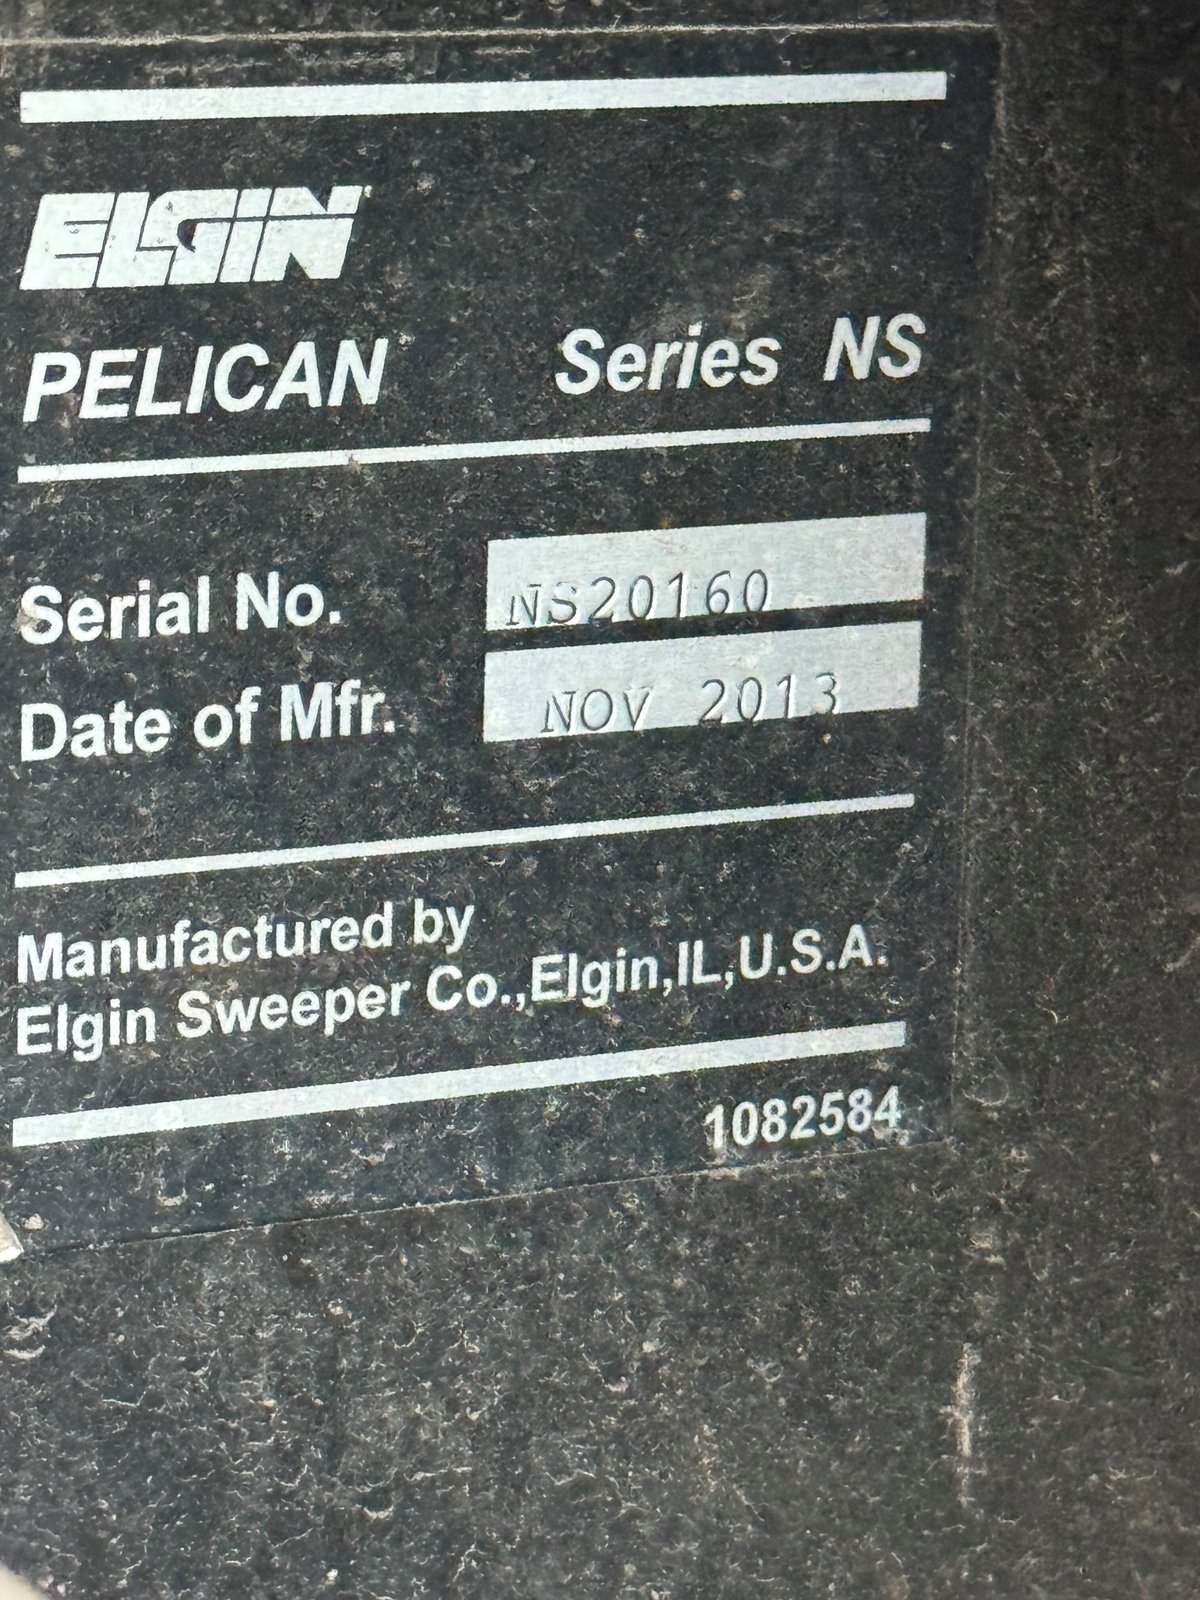 ELGIN
PELICAN Series NS
Serial No. NS20160
Date of Mfr. NOV 2013
Manufactured by
Elgin Sweeper Co.,Elgin,IL,U.S.A.
1082584